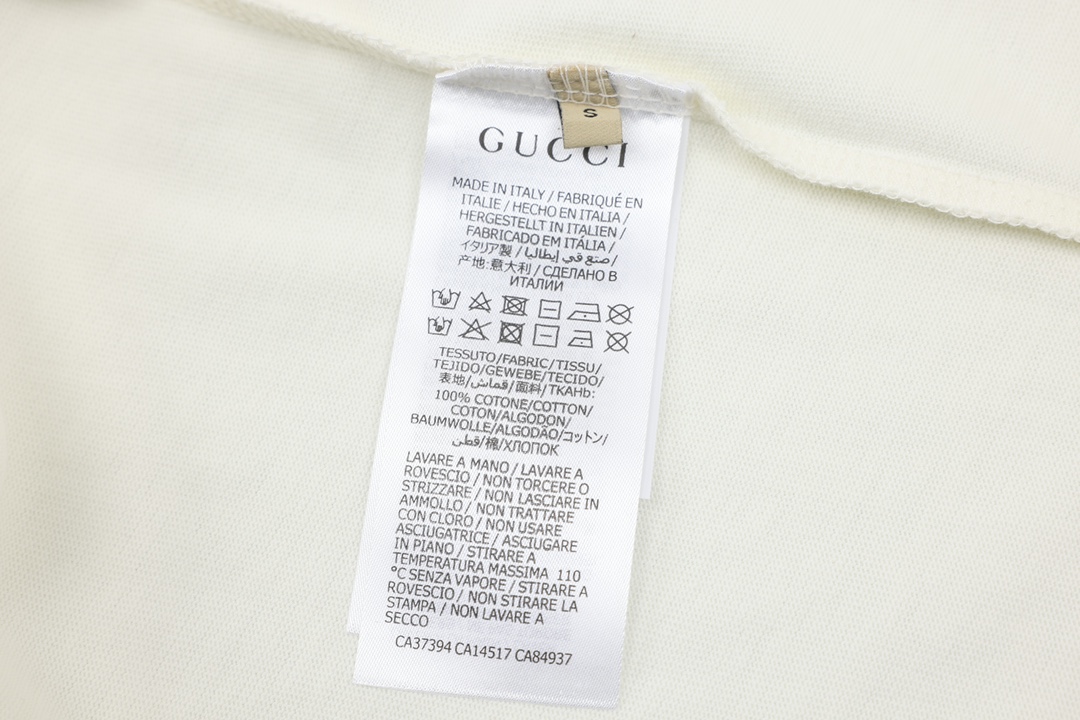 S
GUCCI
MADE IN ITALY / FABRIQUÉ EN
ITALIE / HECHO EN ITALIA /
HERGESTELLT IN ITALIEN /
FABRICADO EM ITÁLIA /
イタリア製 / صنع في إيطاليا /
产地:意大利 / СДЕЛАНО В
ИТАЛИИ
TESSUTO/FABRIC/TISSU/
TEJIDO/GEWEBE/TECIDO/
表地/قماش/面料/ТКАНЬ:
100% COTONE/COTTON/
COTON/ALGODON/
BAUMWOLLE/ALGODÃO/コットン/
قطن/棉/ХЛОПОК
LAVARE A MANO / LAVARE A
ROVESCIO / NON TORCERE O
STRIZZARE / NON LASCIARE IN
AMMOLLO / NON TRATTARE
CON CLORO / NON USARE
ASCIUGATRICE / ASCIUGARE
IN PIANO / STIRARE A
TEMPERATURA MASSIMA 110
°C SENZA VAPORE / STIRARE A
ROVESCIO / NON STIRARE LA
STAMPA / NON LAVARE A
SECCO
CA37394 CA14517 CA84937